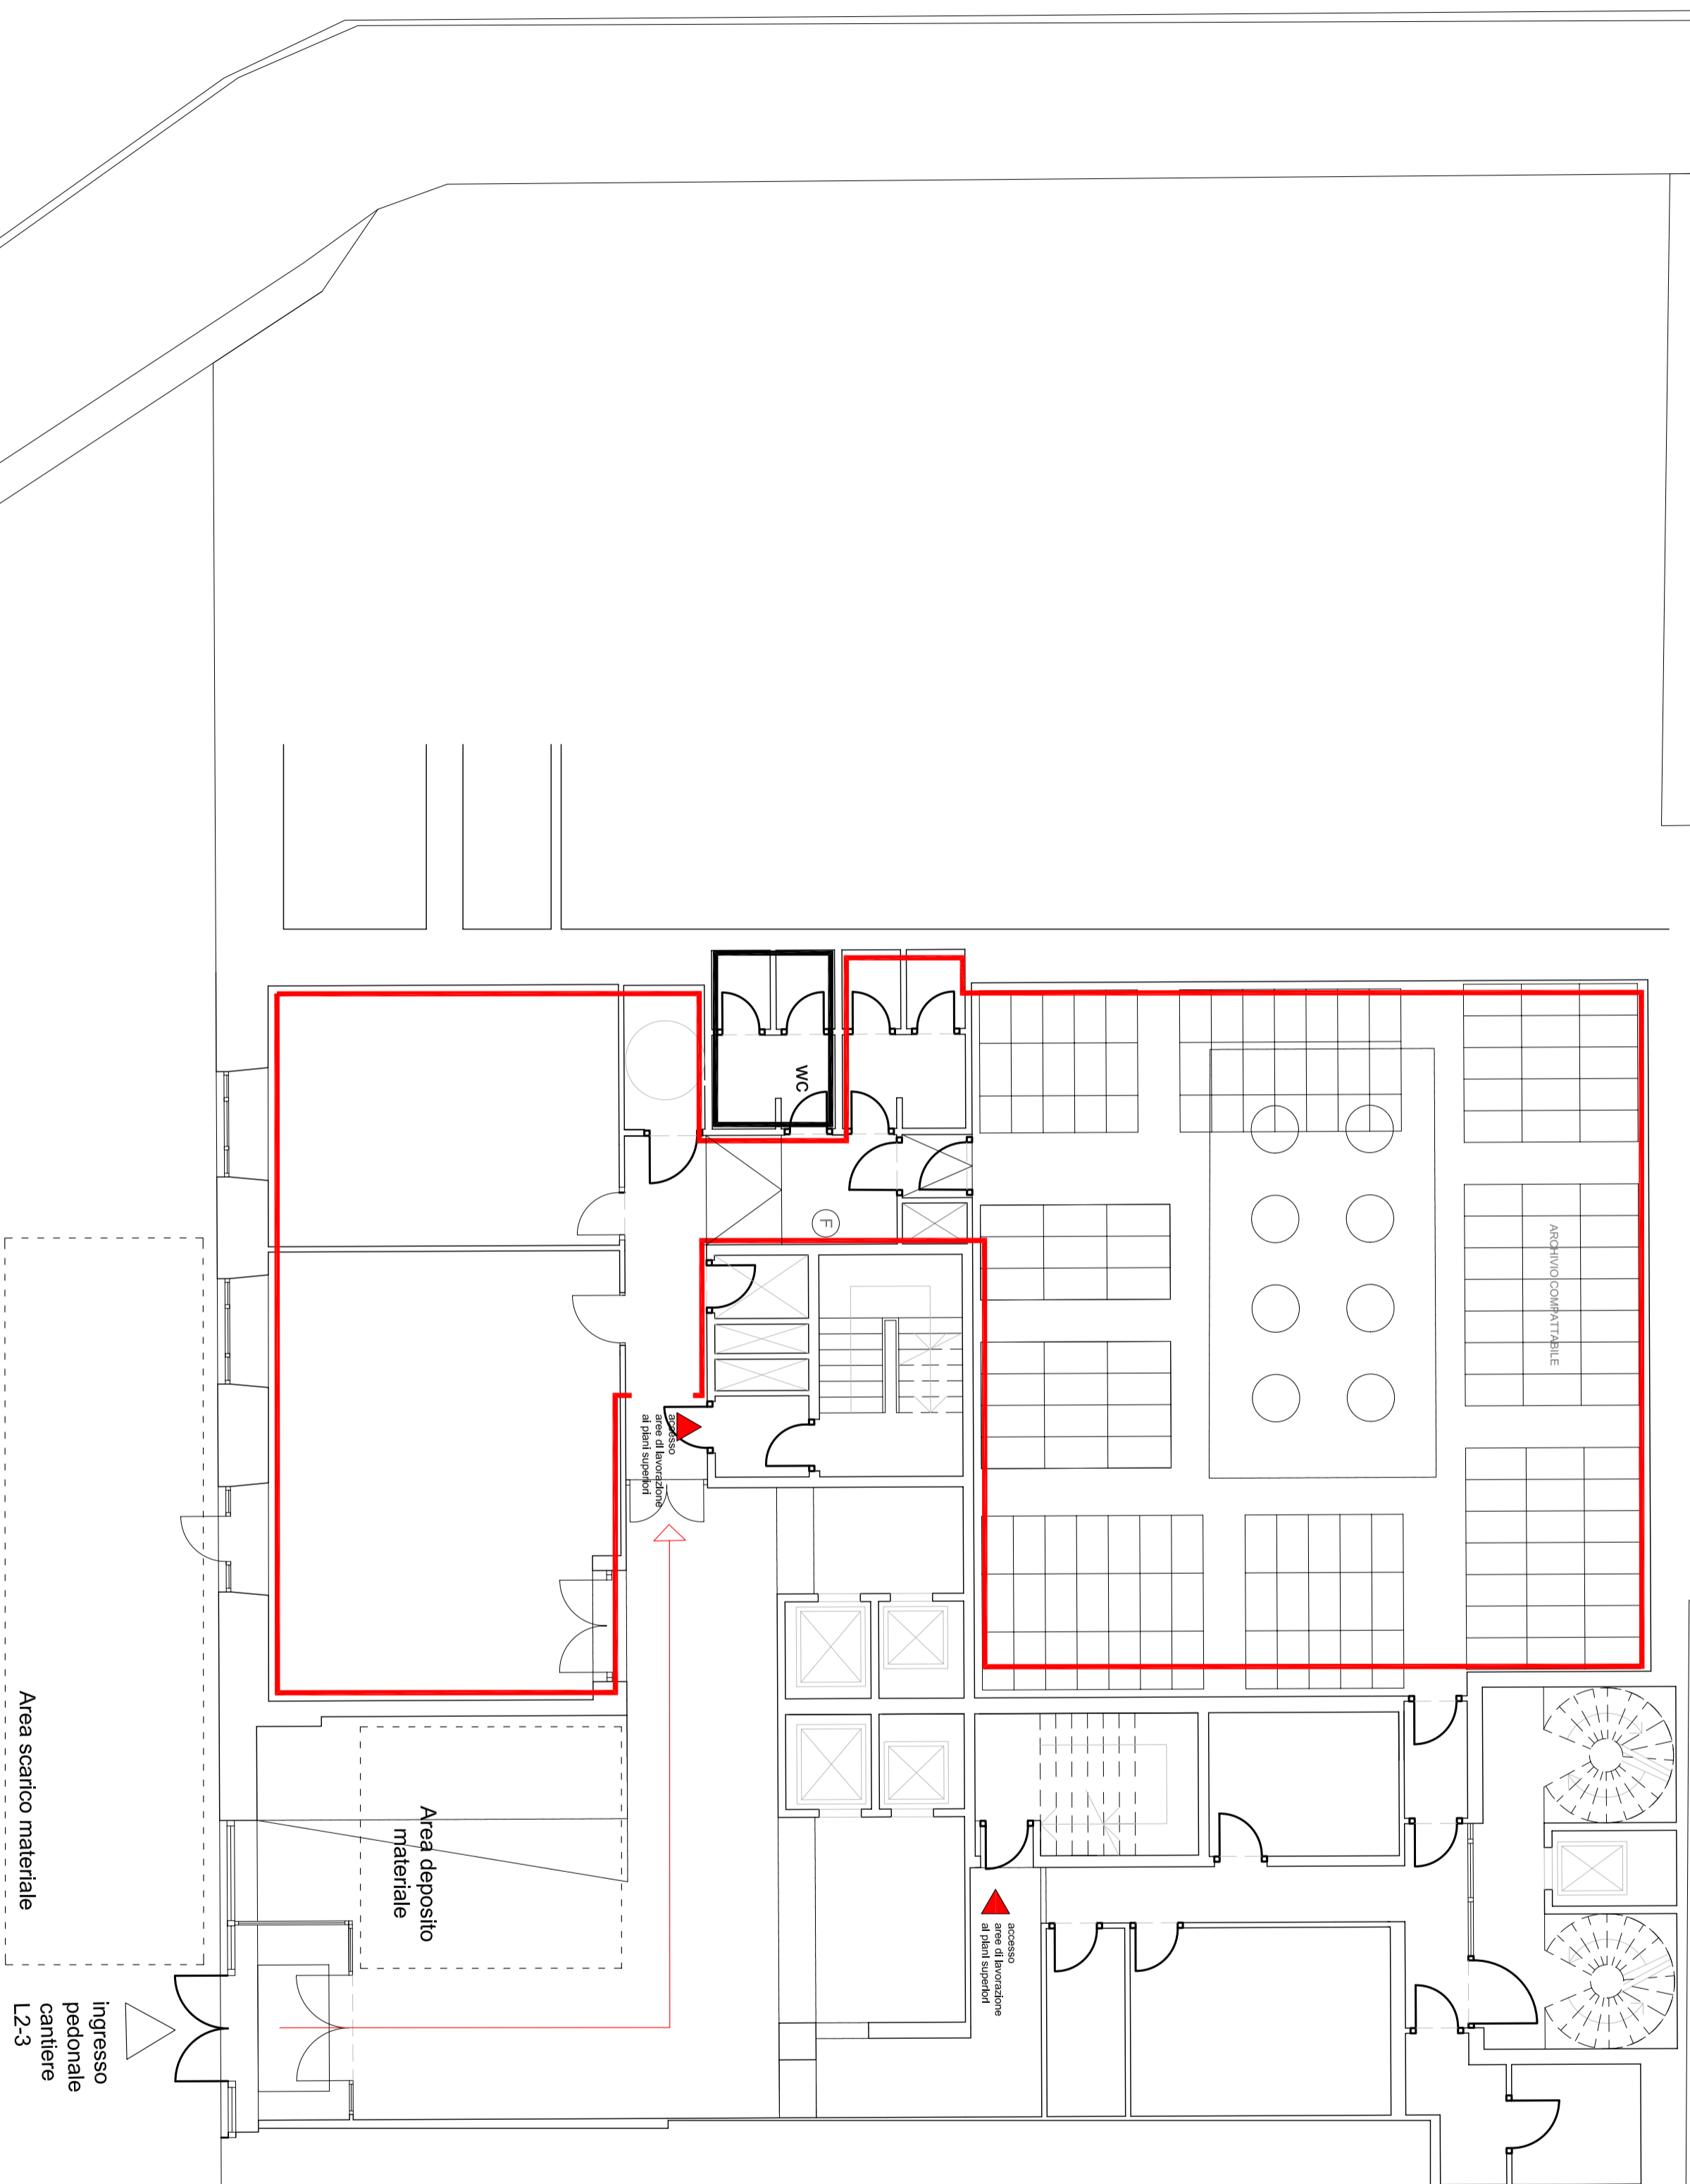 WC
F
ARCHIVIO COMPATTABILE
accesso
aree di lavorazione
ai piani superiori
Area deposito
materiale
Area scarico materiale
accesso
aree di lavorazione
ai piani superiori
ingresso
pedonale
cantiere
L2-3